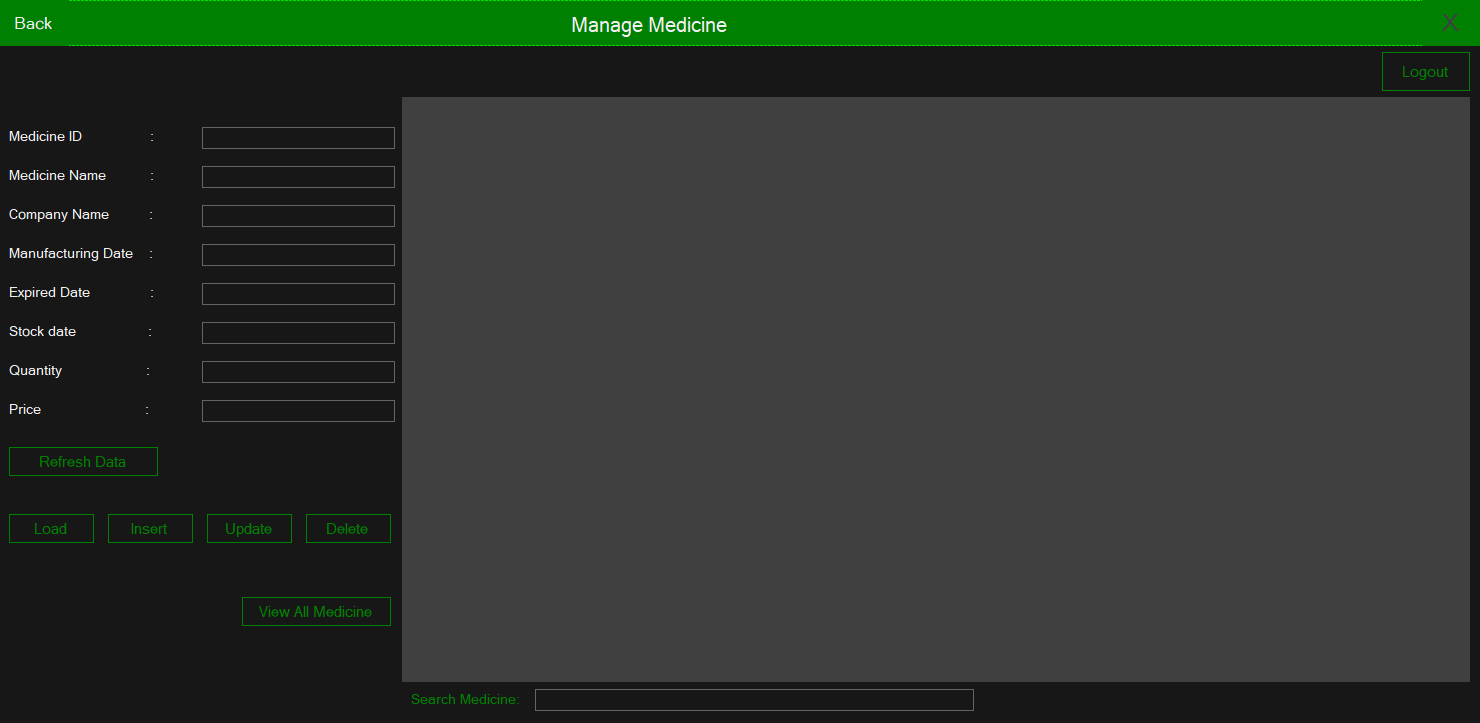 Back
Manage Medicine
X
Logout
Medicine ID :
Medicine Name :
Company Name :
Manufacturing Date :
Expired Date :
Stock date :
Quantity :
Price :
Refresh Data
Load Insert Update Delete
View All Medicine
Search Medicine: